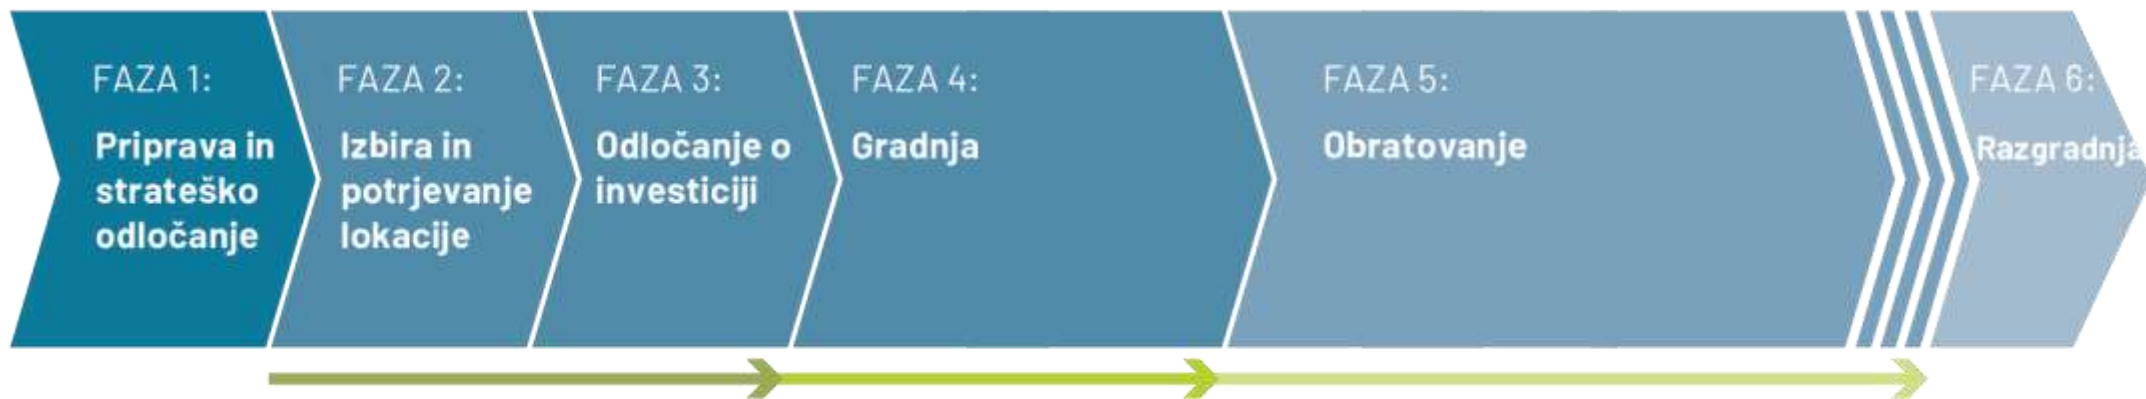 FAZA 1:
Priprava in
strateško
odločanje
FAZA 2:
Izbira in
potrjevanje
lokacije
FAZA 3:
Odločanje o
investiciji
FAZA 4:
Gradnja
FAZA 5:
Obratovanje
FAZA 6:
Razgradnja